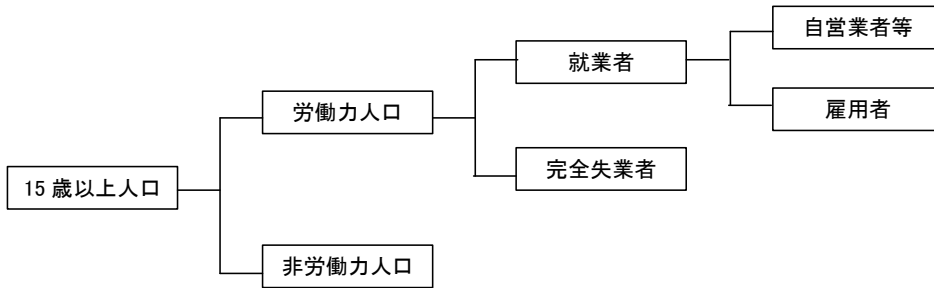 自営業者等
就業者
雇用者
労働力人口
完全失業者
15歳以上人口
非労働力人口